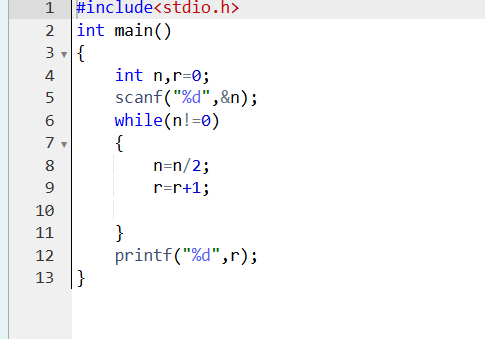 1 #include<stdio.h>
2 int main()
3 {
4 int n,r=0;
5 scanf("%d",&n);
6 while(n!=0)
7 {
8 n=n/2;
9 r=r+1;
10
11 }
12 printf("%d",r);
13 }